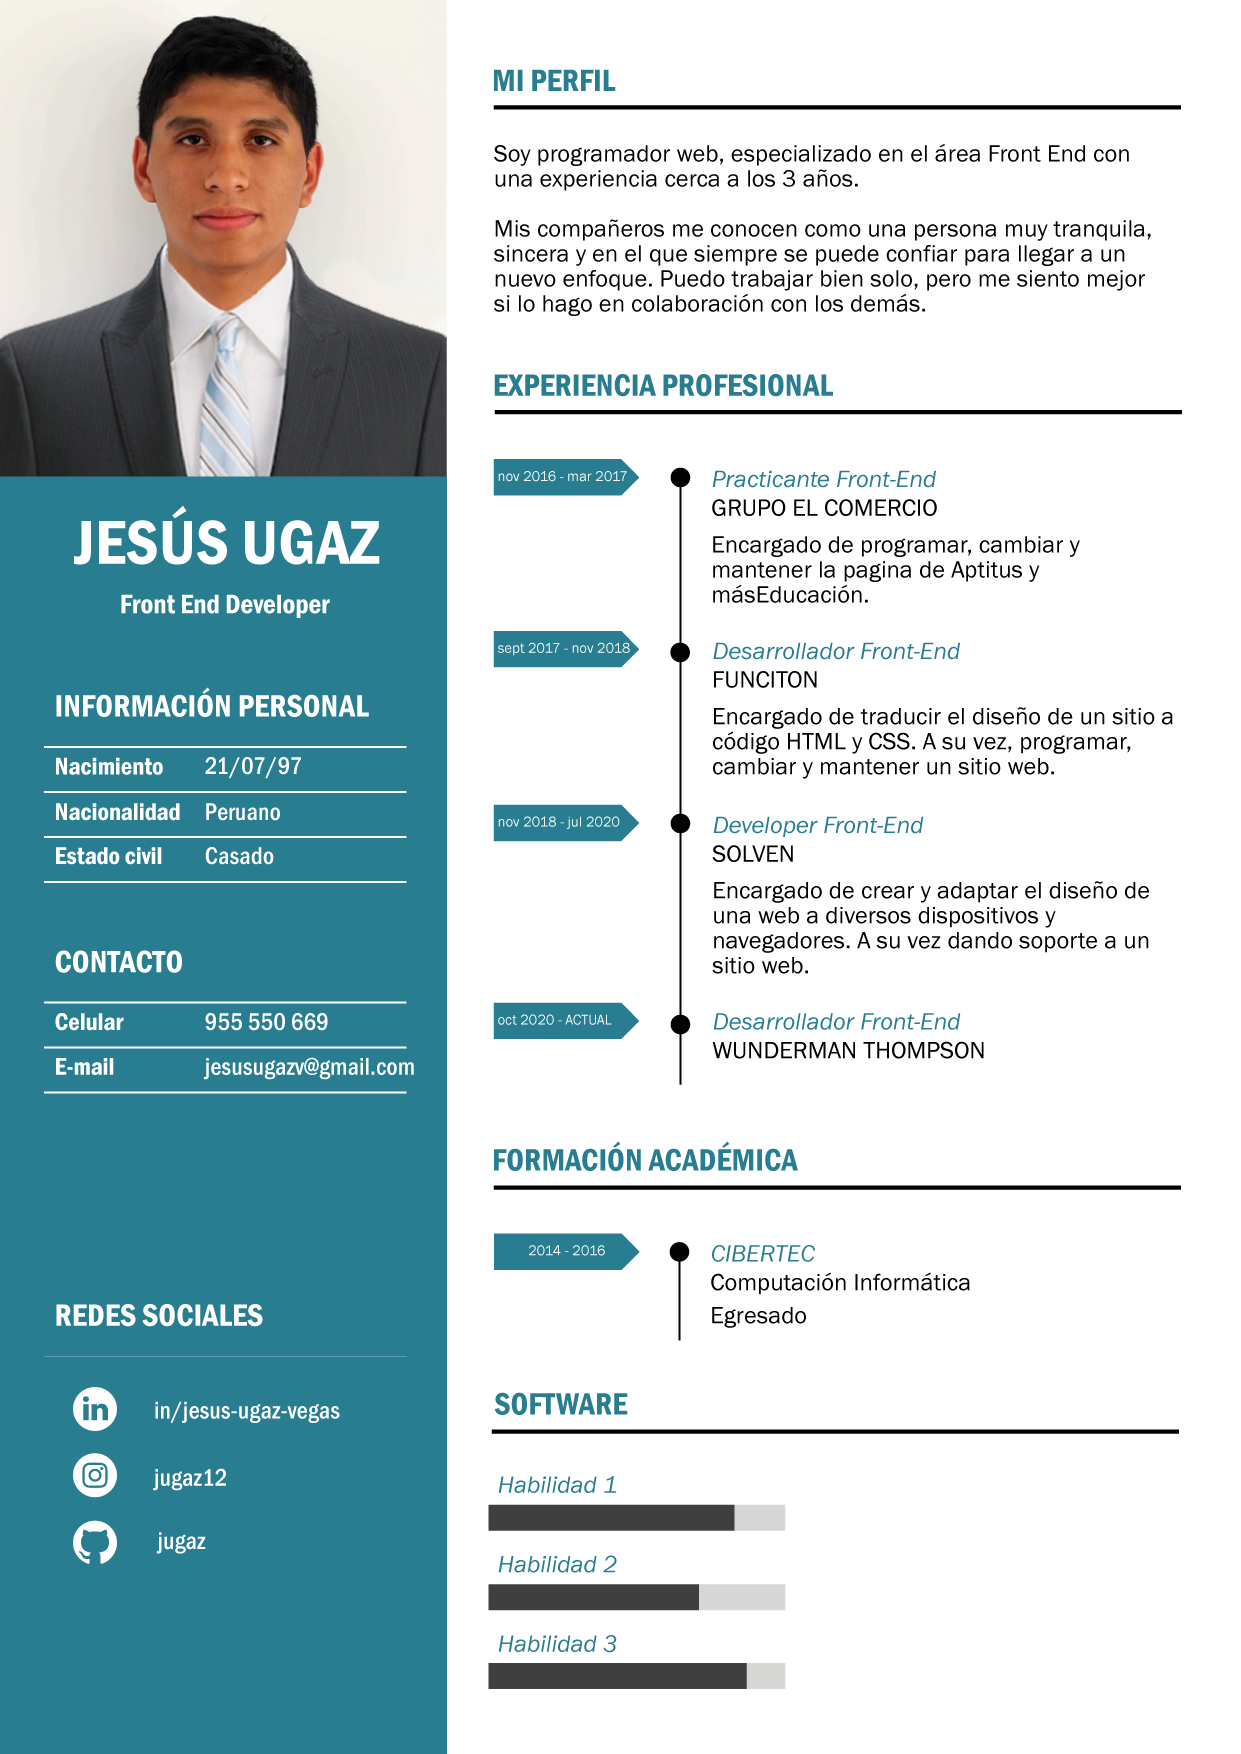 JESÚS UGAZ
Front End Developer
INFORMACIÓN PERSONAL
Nacimiento 21/07/97
Nacionalidad Peruano
Estado civil Casado
CONTACTO
Celular 955 550 669
E-mail jesusugazv@gmail.com
REDES SOCIALES
in/jesus-ugaz-vegas
jugaz12
jugaz
MI PERFIL
Soy programador web, especializado en el área Front End con
una experiencia cerca a los 3 años.
Mis compañeros me conocen como una persona muy tranquila,
sincera y en el que siempre se puede confiar para llegar a un
nuevo enfoque. Puedo trabajar bien solo, pero me siento mejor
si lo hago en colaboración con los demás.
EXPERIENCIA PROFESIONAL
nov 2016 - mar 2017
Practicante Front-End
GRUPO EL COMERCIO
Encargado de programar, cambiar y
mantener la pagina de Aptitus y
másEducación.
sept 2017 - nov 2018
Desarrollador Front-End
FUNCITON
Encargado de traducir el diseño de un sitio a
código HTML y CSS. A su vez, programar,
cambiar y mantener un sitio web.
nov 2018 - jul 2020
Developer Front-End
SOLVEN
Encargado de crear y adaptar el diseño de
una web a diversos dispositivos y
navegadores. A su vez dando soporte a un
sitio web.
oct 2020 - ACTUAL
Desarrollador Front-End
WUNDERMAN THOMPSON
FORMACIÓN ACADÉMICA
2014 - 2016
CIBERTEC
Computación Informática
Egresado
SOFTWARE
Habilidad 1
Habilidad 2
Habilidad 3